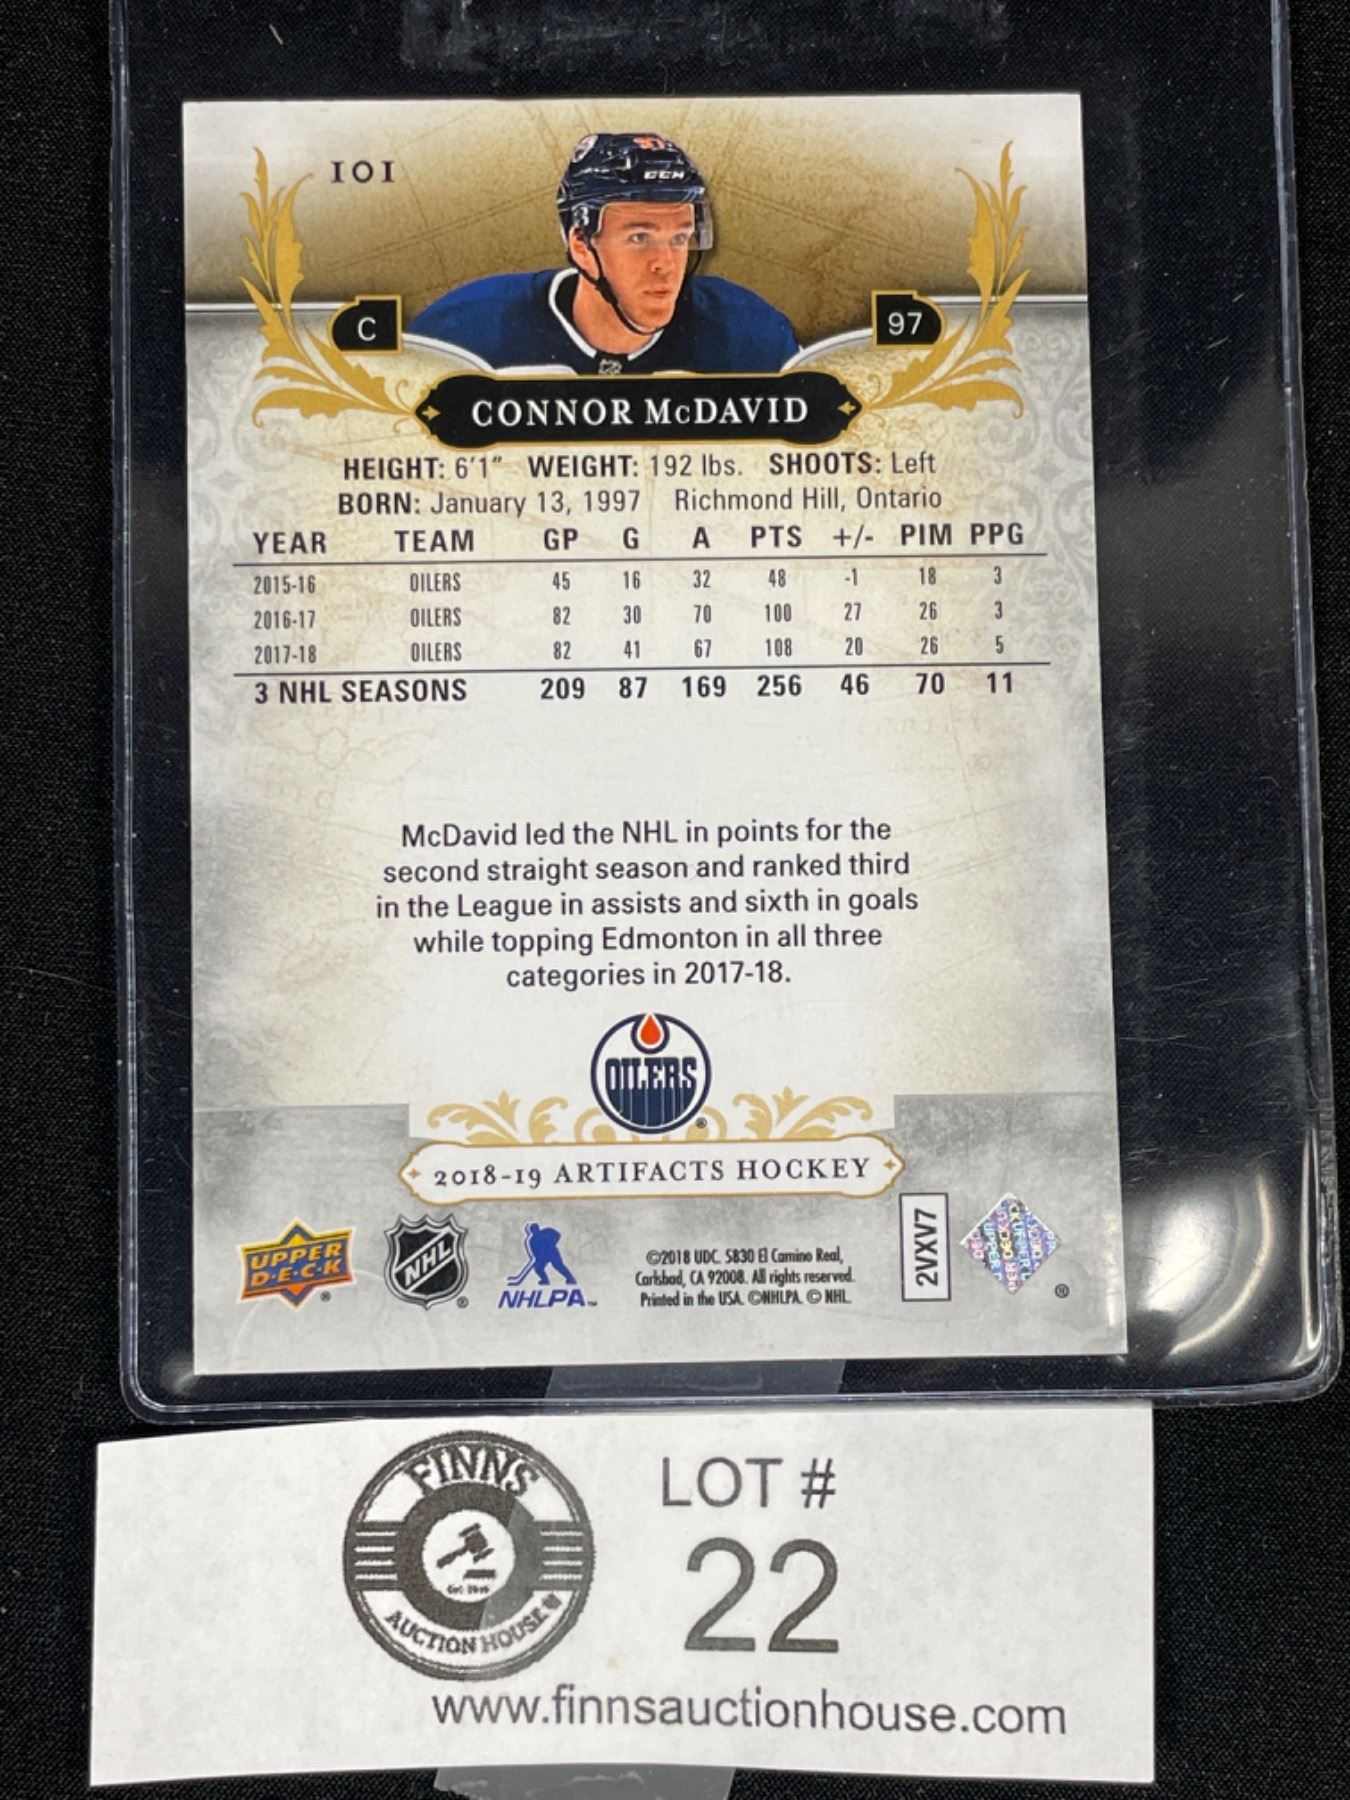 101
97
CCM
C
97
CONNOR McDAVID
HEIGHT: 6'1" WEIGHT: 192 lbs. SHOOTS: Left
BORN: January 13, 1997 Richmond Hill, Ontario
YEAR TEAM GP G A PTS +/- PIM PPG
2015-16 OILERS 45 16 32 48 -1 18 3
2016-17 OILERS 82 30 70 100 27 26 3
2017-18 OILERS 82 41 67 108 20 26 5
3 NHL SEASONS 209 87 169 256 46 70 11
McDavid led the NHL in points for the
second straight season and ranked third
in the League in assists and sixth in goals
while topping Edmonton in all three
categories in 2017-18.
OILERS
®
2018-19 ARTIFACTS HOCKEY
UPPER
D·E·C·K
®
NHL
®
NHLPA™
©2018 UDC. 5830 El Camino Real,
Carlsbad, CA 92008. All rights reserved.
Printed in the USA. ©NHLPA. © NHL.
2VXV7
®
FINNS
AUCTION HOUSE
LOT #
22
www.finnsauctionhouse.com